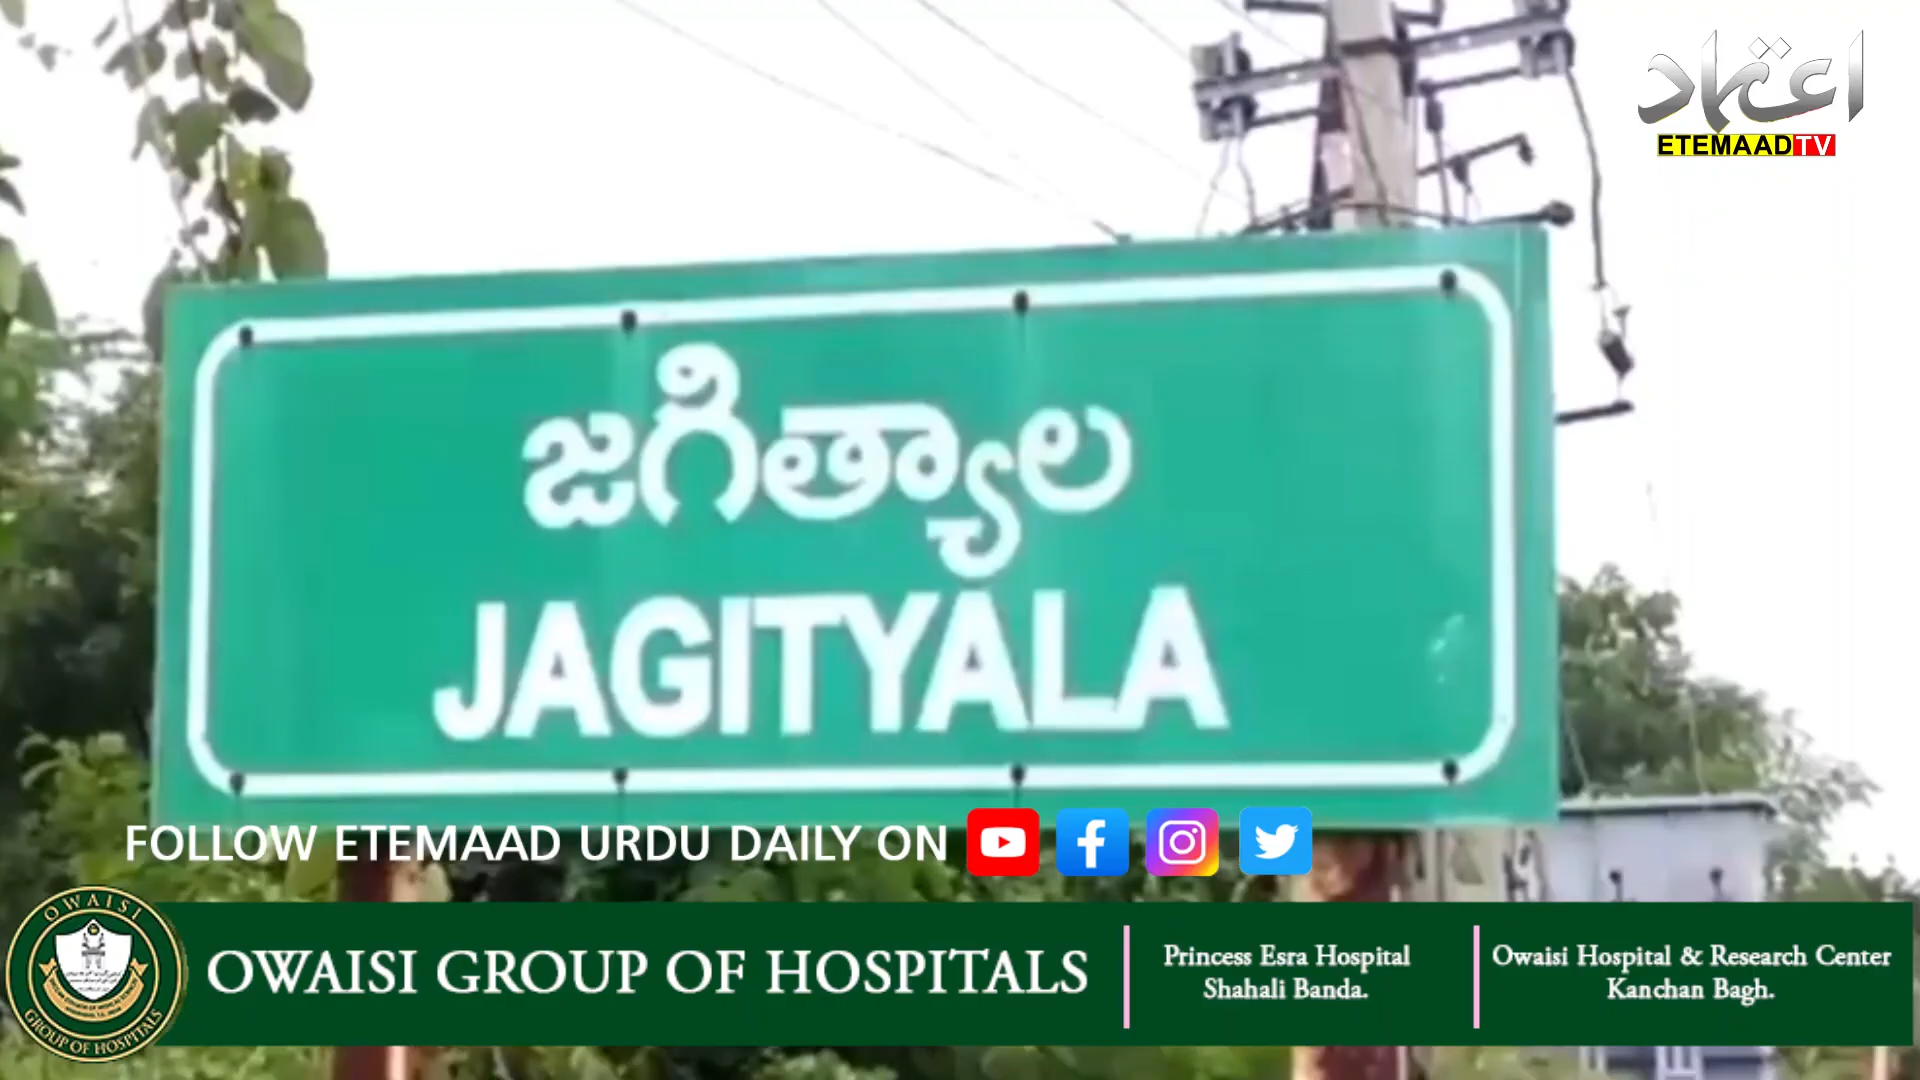 اعتماد
ETEMAADTV
జగిత్యాల
JAGITYALA
FOLLOW ETEMAAD URDU DAILY ON
OWAISI
GROUP OF HOSPITALS
OWAISI GROUP OF HOSPITALS
Princess Esra Hospital
Shahali Banda.
Owaisi Hospital & Research Center
Kanchan Bagh.